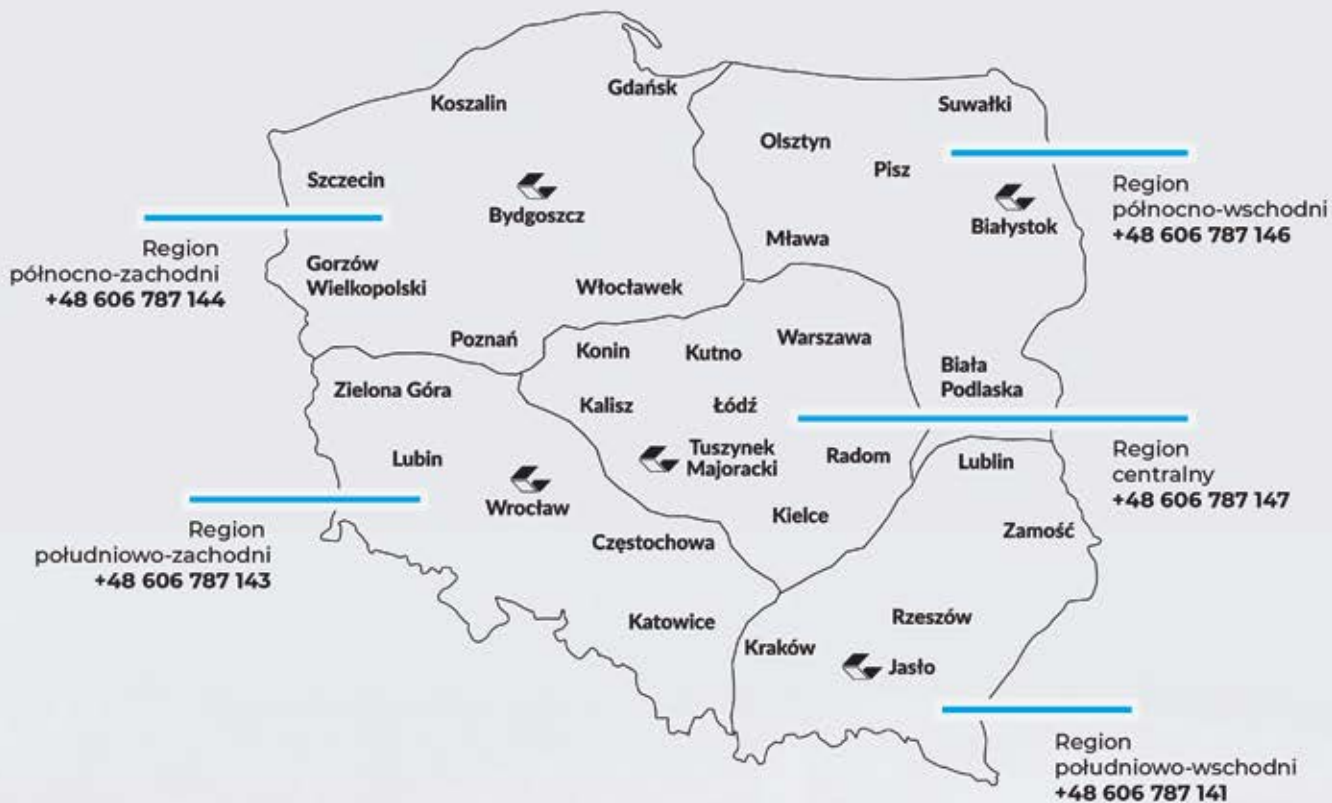 Gdańsk
Koszalin
Suwałki
Olsztyn
Pisz
Szczecin
Bydgoszcz
Białystok
Region
północno-wschodni
+48 606 787 146
Mława
Region
północno-zachodni
+48 606 787 144
Gorzów
Wielkopolski
Włocławek
Poznań
Konin
Kutno
Warszawa
Biała
Podlaska
Zielona Góra
Kalisz
Łódź
Tuszynek
Majoracki
Radom
Lubin
Lublin
Region
centralny
+48 606 787 147
Wrocław
Kielce
Zamość
Region
południowo-zachodni
+48 606 787 143
Częstochowa
Katowice
Rzeszów
Kraków
Jasło
Region
południowo-wschodni
+48 606 787 141